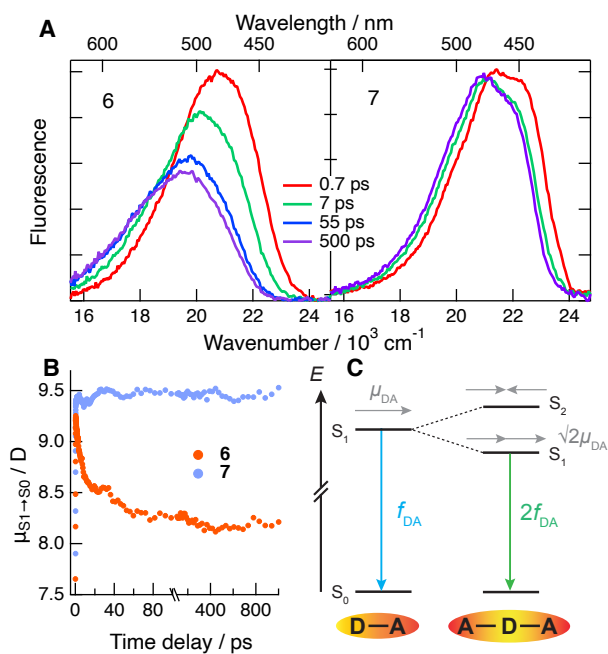 Wavelength / nm
A
600 500 450 600 500 450
6
7
Fluorescence
0.7 ps
7 ps
55 ps
500 ps
16 18 20 22 24 16 18 20 22 24
Wavenumber / 10³ cm⁻¹
B
μS1→S0 / D
9.5
9.0
8.5
8.0
7.5
6
7
0 40 80 400 800
Time delay / ps
C
E
μDA
S₂
S₁
√2μDA
S₁
fDA
2fDA
S₀
D—A
A—D—A